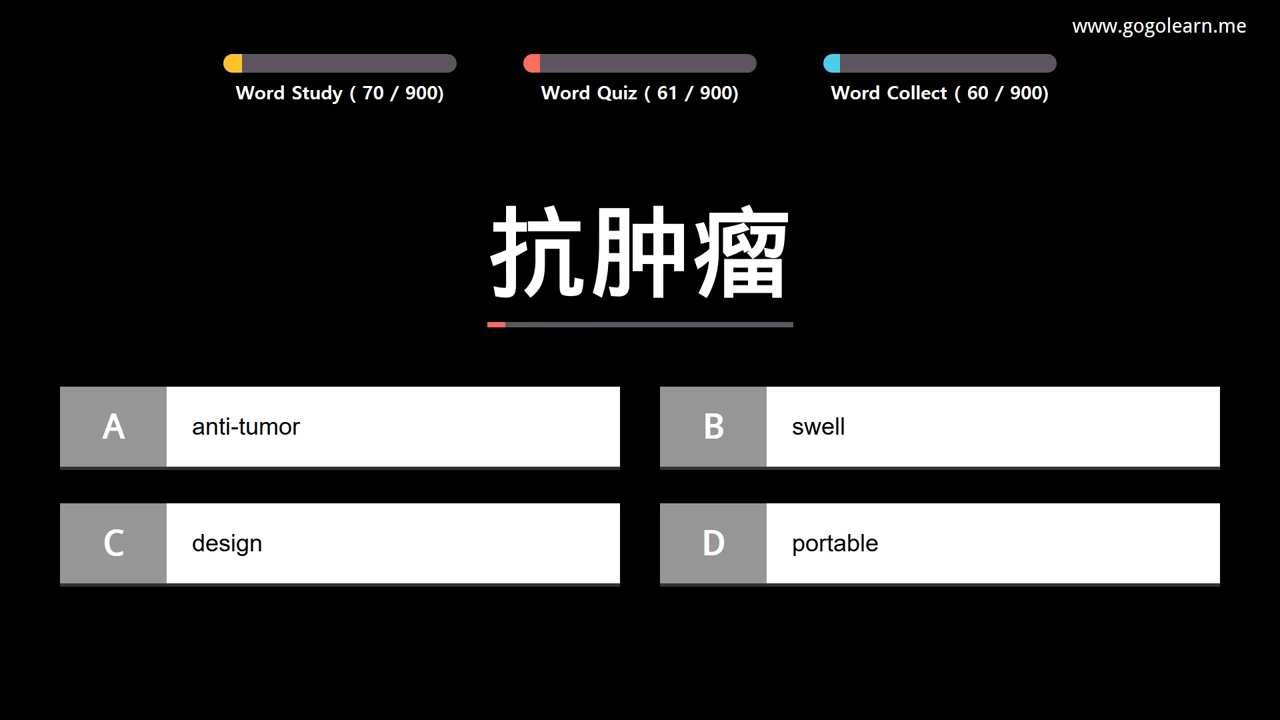 www.gogolearn.me
Word Study ( 70 / 900)
Word Quiz ( 61 / 900)
Word Collect ( 60 / 900)
抗肿瘤
A anti-tumor
B swell
C design
D portable